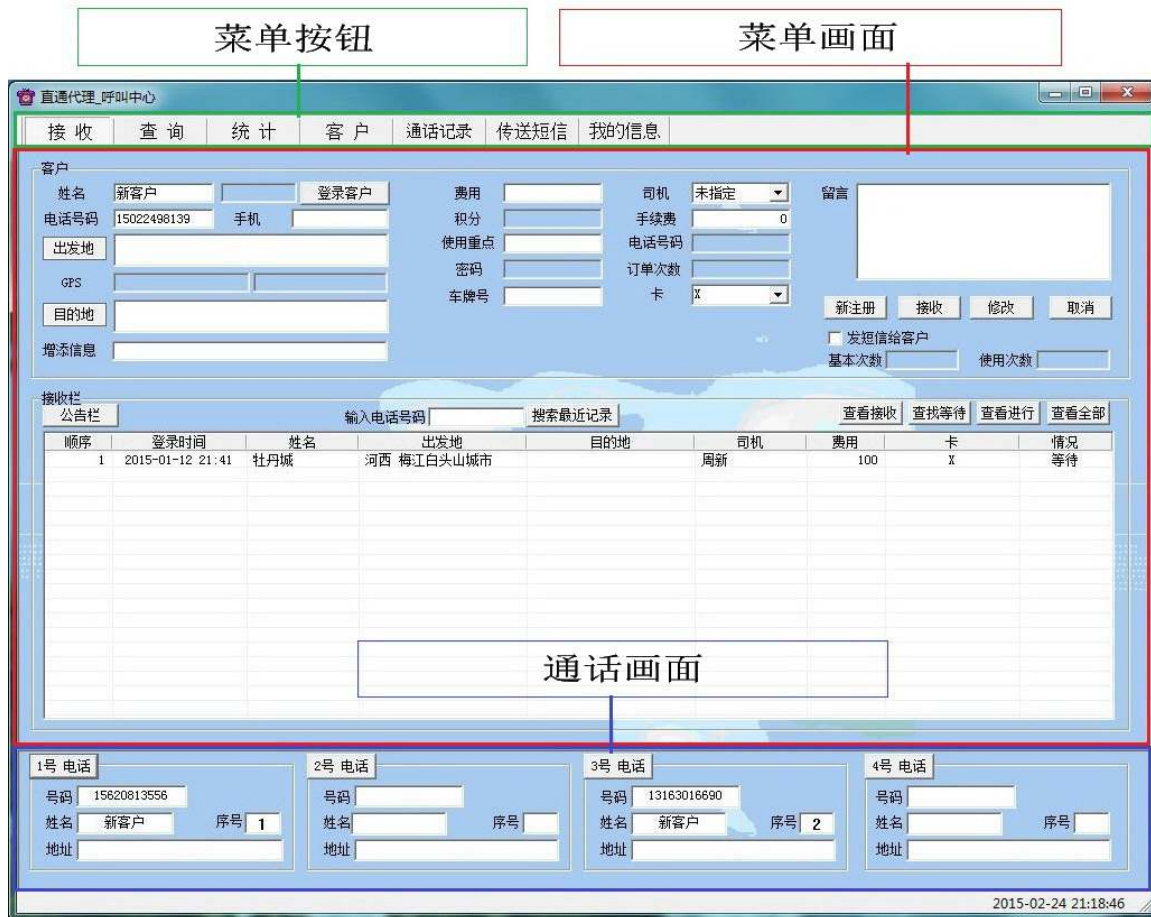 菜单按钮 菜单画面
直通代理_呼叫中心
接收 查询 统计 客户 通话记录 传送短信 我的信息
客户
姓名 新客户 登录客户 费用 司机 未指定 留言
电话号码 15022498139 手机 积分 手续费 0
出发地 使用重点 电话号码
GPS 密码 订单次数
目的地 车牌号 卡 X
新注册 接收 修改 取消
增添信息 发短信给客户
基本次数 使用次数
接收栏
公告栏 输入电话号码 搜索最近记录 查看接收 查找等待 查看进行 查看全部
顺序 登录时间 姓名 出发地 目的地 司机 费用 卡 情况
1 2015-01-12 21:41 牡丹城 河西 梅江白头山城市 周新 100 X 等待
通话画面
1号 电话 2号 电话 3号 电话 4号 电话
号码 15620813556 号码 号码 13163016690 号码
姓名 新客户 序号 1 姓名 序号 姓名 新客户 序号 2 姓名 序号
地址 地址 地址 地址
2015-02-24 21:18:46